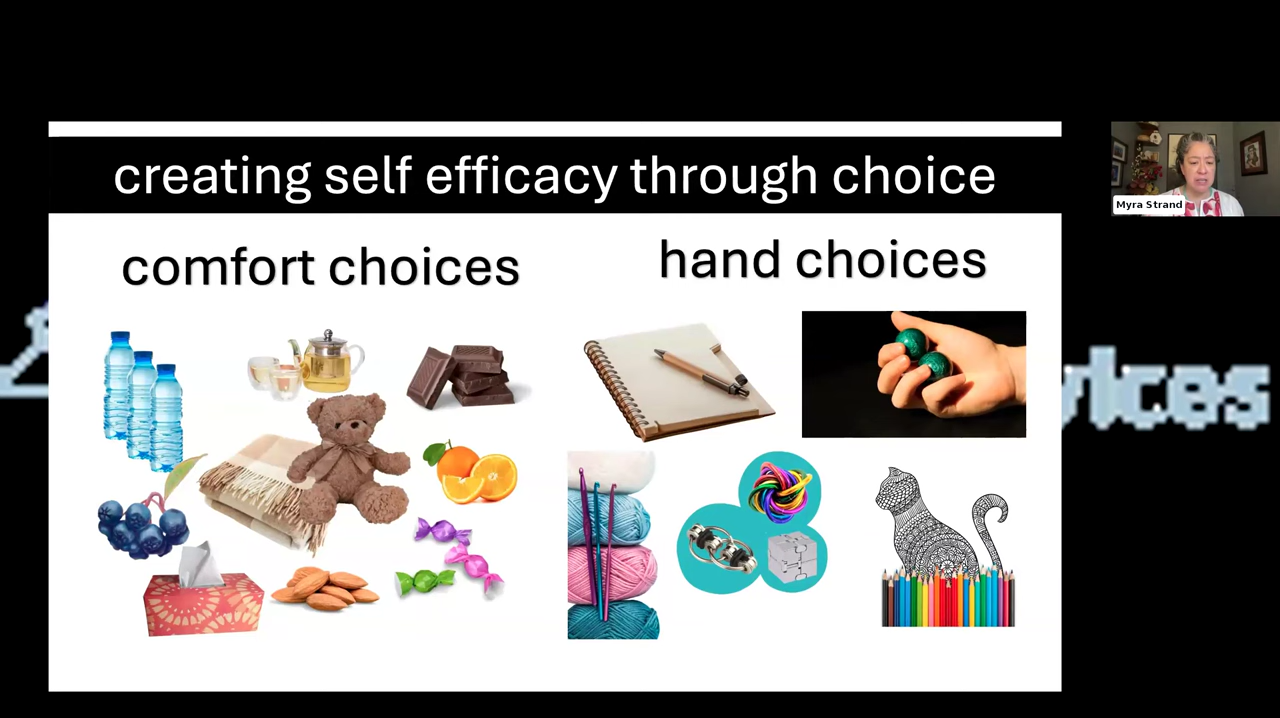 creating self efficacy through choice
comfort choices
hand choices
Myra Strand